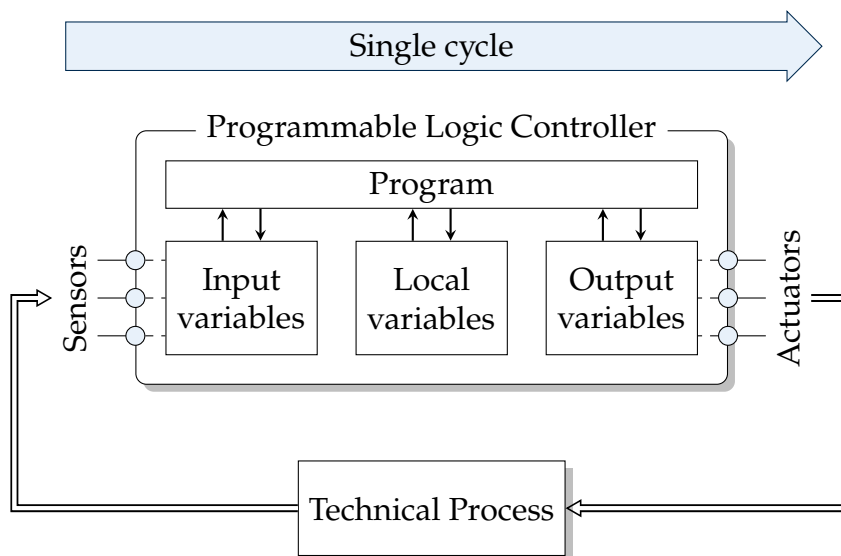 Single cycle
Programmable Logic Controller
Program
Sensors
Input
variables
Local
variables
Output
variables
Actuators
Technical Process